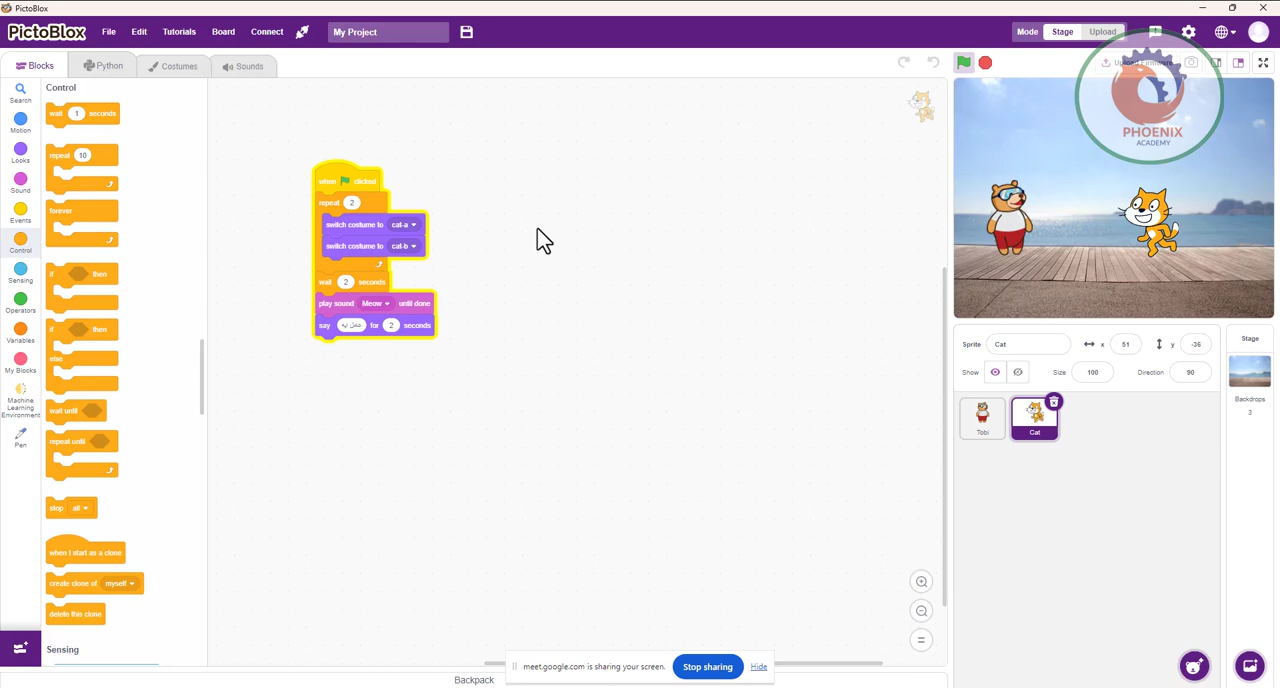 PictoBlox
PictoBlox File Edit Tutorials Board Connect My Project Mode Stage Upload
Blocks Python Costumes Sounds
Upload Firmware
PHOENIX
ACADEMY
Search
Motion
Looks
Sound
Events
Control
Sensing
Operators
Variables
My Blocks
Machine
Learning
Environment
Pen
Control
wait 1 seconds
repeat 10
forever
if then
if then
else
wait until
repeat until
stop all
when I start as a clone
create clone of myself
delete this clone
Sensing
when clicked
repeat 2
switch costume to cat-a
switch costume to cat-b
wait 2 seconds
play sound Meow until done
say عامل ايه for 2 seconds
Sprite Cat x 51 y -36
Show Size 100 Direction 90
Tobi
Cat
Stage
Backdrops
3
meet.google.com is sharing your screen. Stop sharing Hide
Backpack